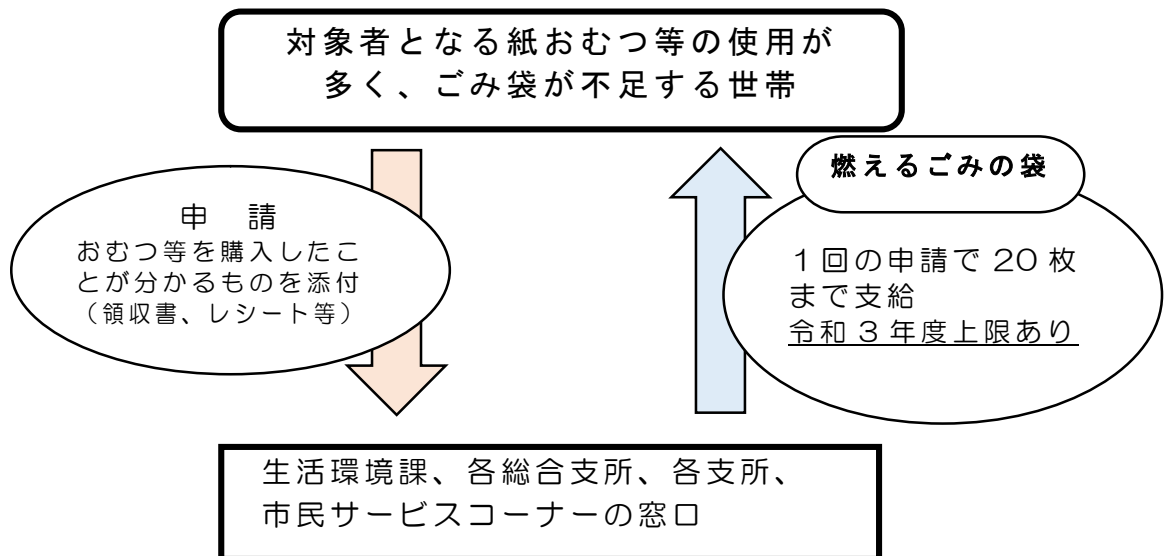 対象者となる紙おむつ等の使用が
多く、ごみ袋が不足する世帯
燃えるごみの袋
申　請
おむつ等を購入したこ
とが分かるものを添付
（領収書、レシート等）
１回の申請で 20 枚
まで支給
令和 3 年度上限あり
生活環境課、各総合支所、各支所、
市民サービスコーナーの窓口